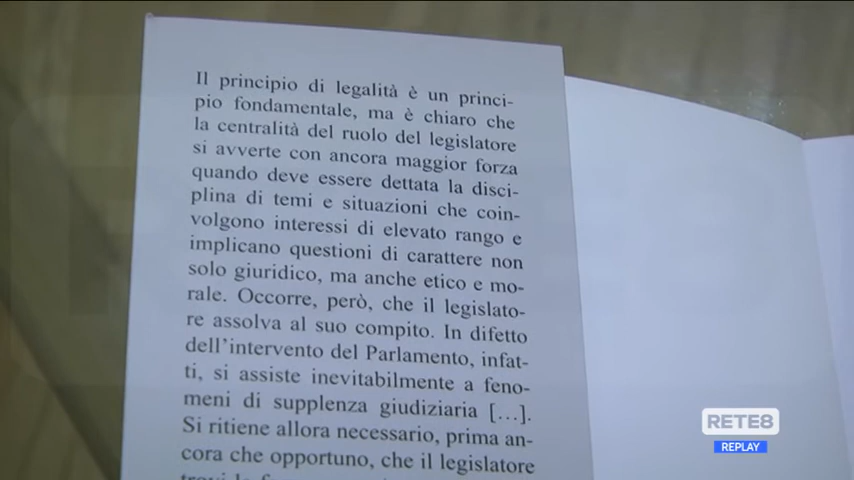 Il principio di legalità è un princi-
pio fondamentale, ma è chiaro che
la centralità del ruolo del legislatore
si avverte con ancora maggior forza
quando deve essere dettata la disci-
plina di temi e situazioni che coin-
volgono interessi di elevato rango e
implicano questioni di carattere non
solo giuridico, ma anche etico e mo-
rale. Occorre, però, che il legislato-
re assolva al suo compito. In difetto
dell'intervento del Parlamento, infat-
ti, si assiste inevitabilmente a feno-
meni di supplenza giudiziaria [...].
Si ritiene allora necessario, prima an-
cora che opportuno, che il legislatore
RETE8
REPLAY